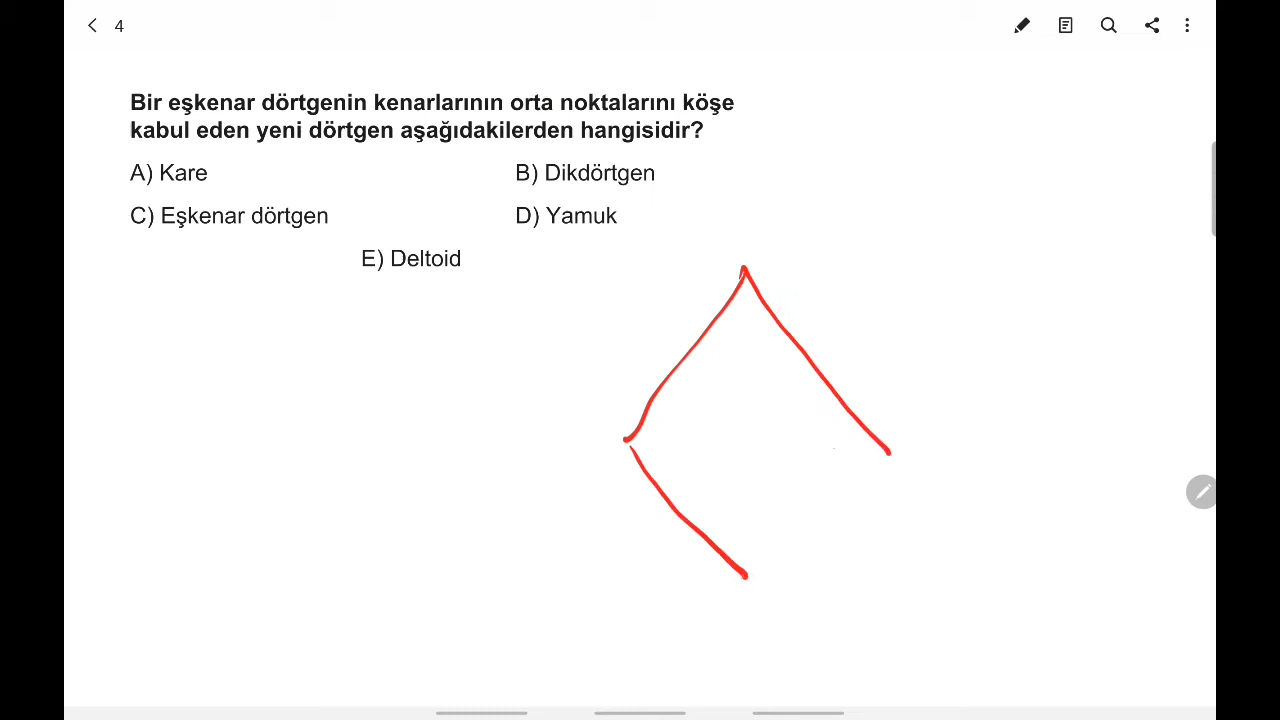 4
Bir eşkenar dörtgenin kenarlarının orta noktalarını köşe
kabul eden yeni dörtgen aşağıdakilerden hangisidir?
A) Kare B) Dikdörtgen
C) Eşkenar dörtgen D) Yamuk
E) Deltoid